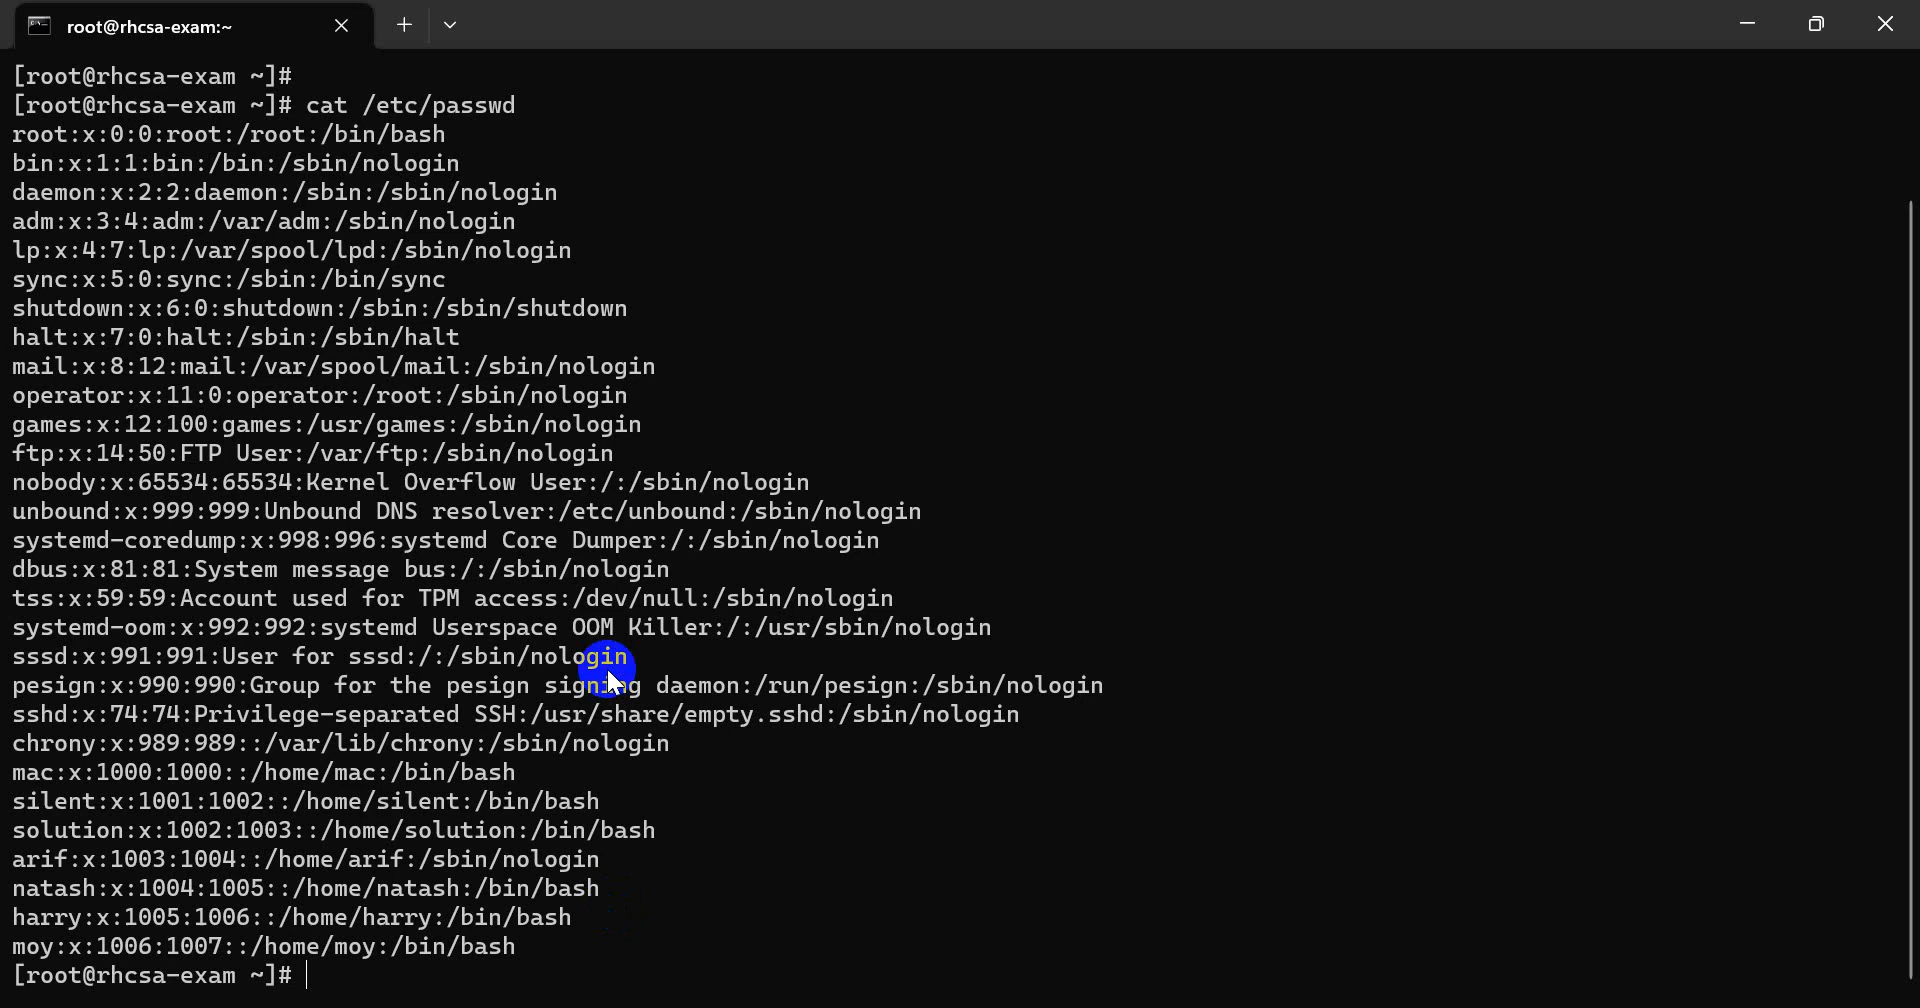 root@rhcsa-exam:~
[root@rhcsa-exam ~]#
[root@rhcsa-exam ~]# cat /etc/passwd
root:x:0:0:root:/root:/bin/bash
bin:x:1:1:bin:/bin:/sbin/nologin
daemon:x:2:2:daemon:/sbin:/sbin/nologin
adm:x:3:4:adm:/var/adm:/sbin/nologin
lp:x:4:7:lp:/var/spool/lpd:/sbin/nologin
sync:x:5:0:sync:/sbin:/bin/sync
shutdown:x:6:0:shutdown:/sbin:/sbin/shutdown
halt:x:7:0:halt:/sbin:/sbin/halt
mail:x:8:12:mail:/var/spool/mail:/sbin/nologin
operator:x:11:0:operator:/root:/sbin/nologin
games:x:12:100:games:/usr/games:/sbin/nologin
ftp:x:14:50:FTP User:/var/ftp:/sbin/nologin
nobody:x:65534:65534:Kernel Overflow User:/:/sbin/nologin
unbound:x:999:999:Unbound DNS resolver:/etc/unbound:/sbin/nologin
systemd-coredump:x:998:996:systemd Core Dumper:/:/sbin/nologin
dbus:x:81:81:System message bus:/:/sbin/nologin
tss:x:59:59:Account used for TPM access:/dev/null:/sbin/nologin
systemd-oom:x:992:992:systemd Userspace OOM Killer:/:/usr/sbin/nologin
sssd:x:991:991:User for sssd:/:/sbin/nologin
pesign:x:990:990:Group for the pesign signing daemon:/run/pesign:/sbin/nologin
sshd:x:74:74:Privilege-separated SSH:/usr/share/empty.sshd:/sbin/nologin
chrony:x:989:989::/var/lib/chrony:/sbin/nologin
mac:x:1000:1000::/home/mac:/bin/bash
silent:x:1001:1002::/home/silent:/bin/bash
solution:x:1002:1003::/home/solution:/bin/bash
arif:x:1003:1004::/home/arif:/sbin/nologin
natash:x:1004:1005::/home/natash:/bin/bash
harry:x:1005:1006::/home/harry:/bin/bash
moy:x:1006:1007::/home/moy:/bin/bash
[root@rhcsa-exam ~]#